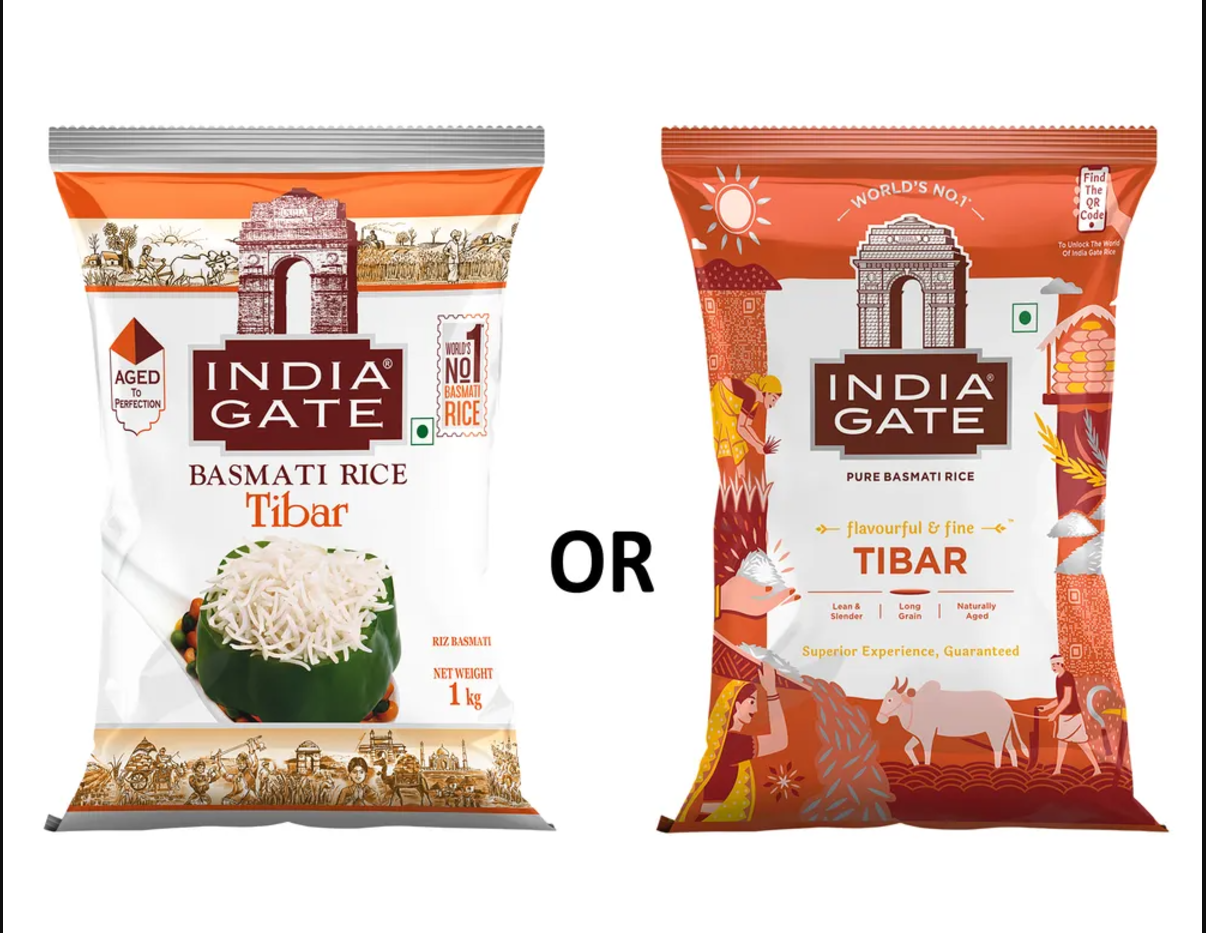 AGED
TO
PERFECTION
INDIA®
GATE
WORLD'S
No1
BASMATI
RICE
BASMATI RICE
Tibar
RIZ BASMATI
NET WEIGHT
1 kg
OR
WORLD'S NO.1*
Find
The
QR
Code
To Unlock The World
Of India Gate Rice
INDIA®
GATE
PURE BASMATI RICE
flavourful & fine ™
TIBAR
Lean &
Slender
Long
Grain
Naturally
Aged
Superior Experience, Guaranteed